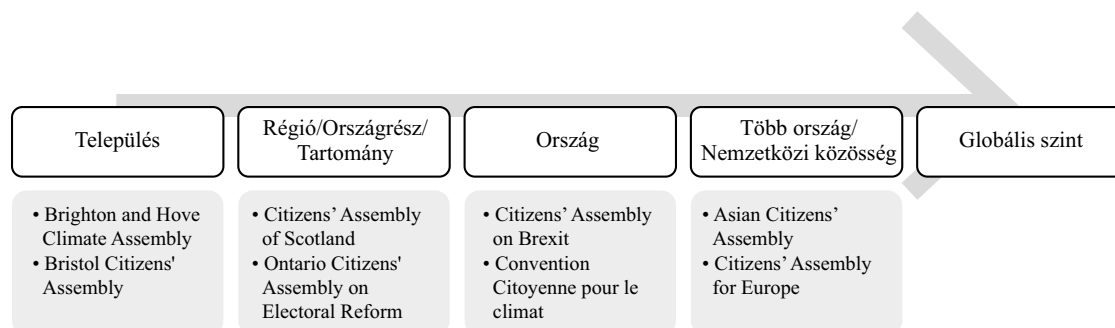 Település
Régió/Országrész/
Tartomány
Ország
Több ország/
Nemzetközi közösség
Globális szint
• Brighton and Hove
Climate Assembly
• Bristol Citizens'
Assembly
• Citizens’ Assembly
of Scotland
• Ontario Citizens'
Assembly on
Electoral Reform
• Citizens’ Assembly
on Brexit
• Convention
Citoyenne pour le
climat
• Asian Citizens’
Assembly
• Citizens’ Assembly
for Europe